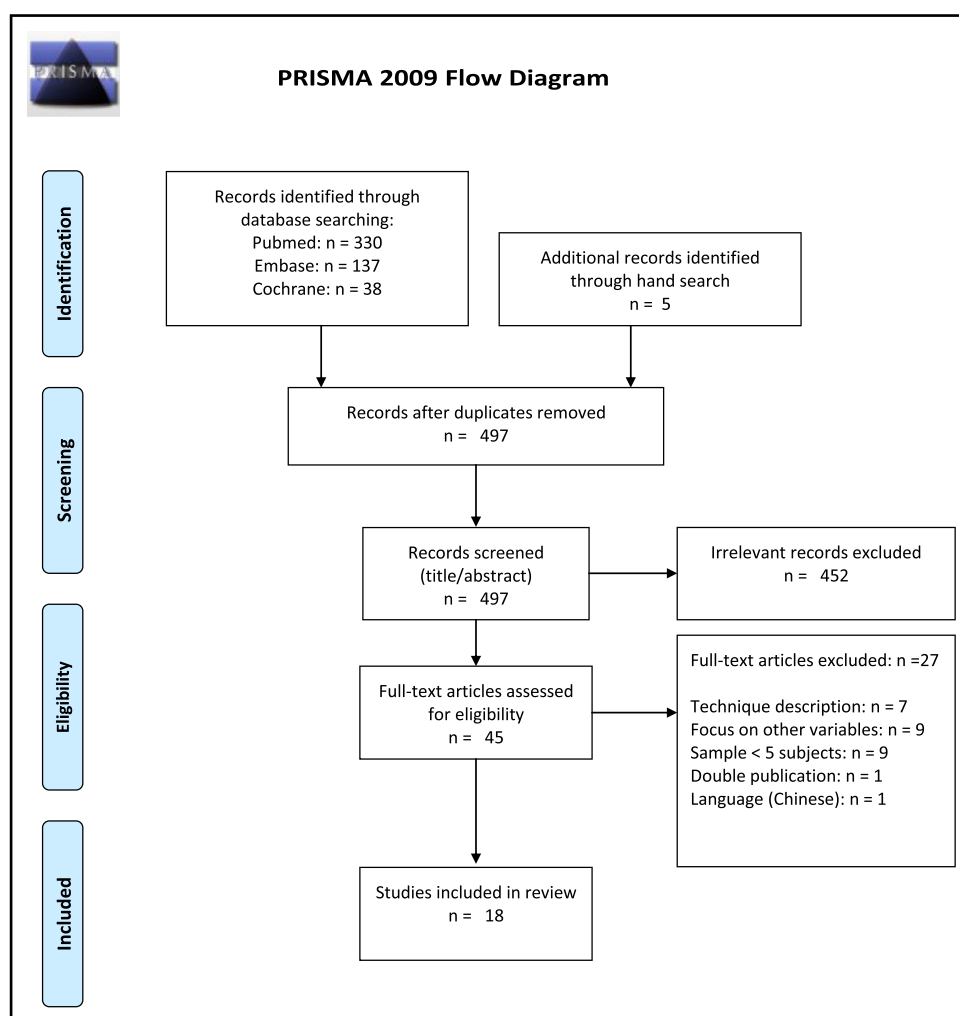 PRISMA
PRISMA 2009 Flow Diagram
Identification
Records identified through
database searching:
Pubmed: n = 330
Embase: n = 137
Cochrane: n = 38
Additional records identified
through hand search
n = 5
Screening
Records after duplicates removed
n = 497
Records screened
(title/abstract)
n = 497
Irrelevant records excluded
n = 452
Eligibility
Full-text articles assessed
for eligibility
n = 45
Full-text articles excluded: n =27
Technique description: n = 7
Focus on other variables: n = 9
Sample < 5 subjects: n = 9
Double publication: n = 1
Language (Chinese): n = 1
Included
Studies included in review
n = 18